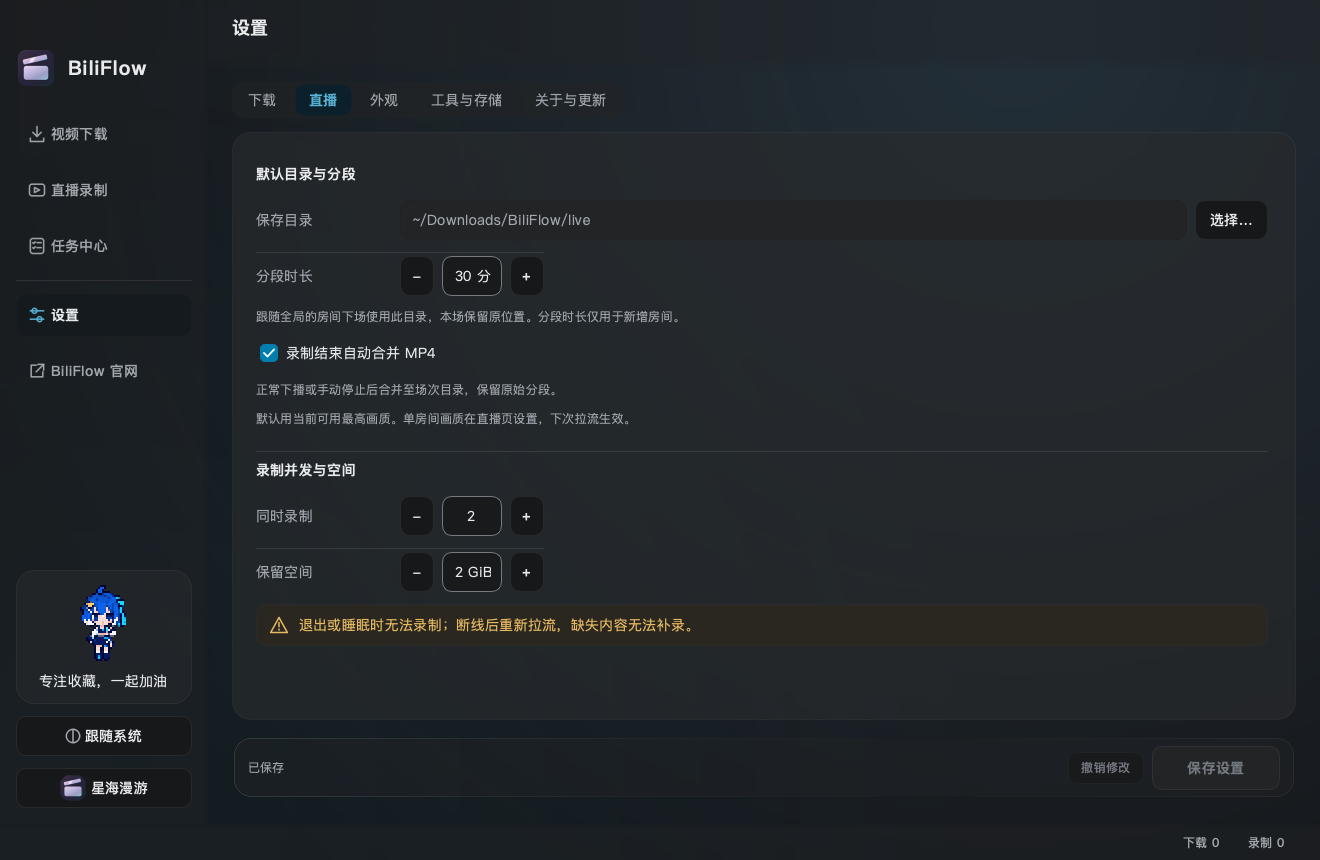 设置
BiliFlow
视频下载
直播录制
任务中心
设置
BiliFlow 官网
专注收藏，一起加油
跟随系统
星海漫游
下载 直播 外观 工具与存储 关于与更新
默认目录与分段
保存目录 ~/Downloads/BiliFlow/live 选择...
分段时长 − 30 分 +
跟随全局的房间下场使用此目录，本场保留原位置。分段时长仅用于新增房间。
录制结束自动合并 MP4
正常下播或手动停止后合并至场次目录，保留原始分段。
默认用当前可用最高画质。单房间画质在直播页设置，下次拉流生效。
录制并发与空间
同时录制 − 2 +
保留空间 − 2 GiB +
退出或睡眠时无法录制；断线后重新拉流，缺失内容无法补录。
已保存 撤销修改 保存设置
下载 0 录制 0